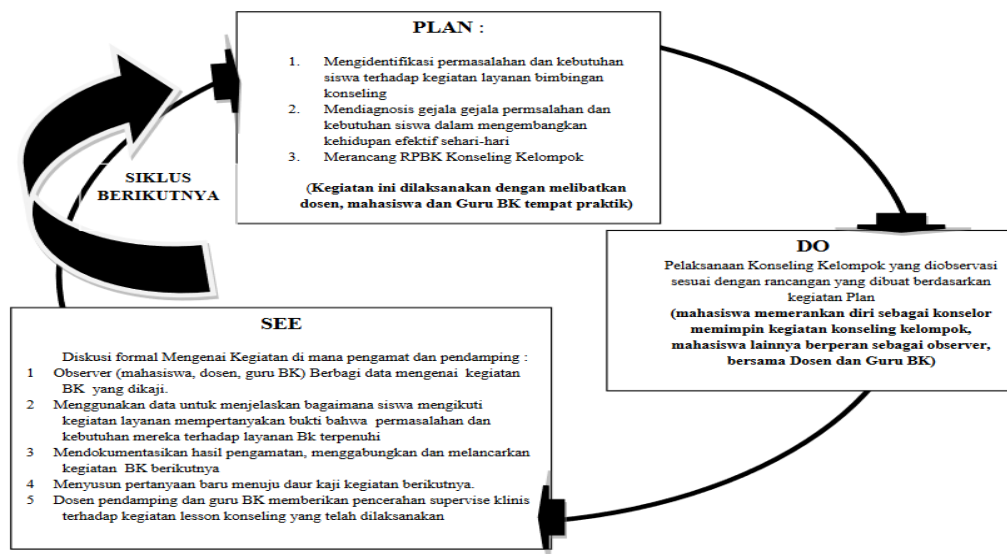 PLAN :
1. Mengidentifikasi permasalahan dan kebutuhan
siswa terhadap kegiatan layanan bimbingan
konseling
2. Mendiagnosis gejala gejala permsalahan dan
kebutuhan siswa dalam mengembangkan
kehidupan efektif sehari-hari
3. Merancang RPBK Konseling Kelompok
(Kegiatan ini dilaksanakan dengan melibatkan
dosen, mahasiswa dan Guru BK tempat praktik)
SIKLUS
BERIKUTNYA
DO
Pelaksanaan Konseling Kelompok yang diobservasi
sesuai dengan rancangan yang dibuat berdasarkan
kegiatan Plan
(mahasiswa memerankan diri sebagai konselor
memimpin kegiatan konseling kelompok,
mahasiswa lainnya berperan sebagai observer,
bersama Dosen dan Guru BK)
SEE
Diskusi formal Mengenai Kegiatan di mana pengamat dan pendamping :
1 Observer (mahasiswa, dosen, guru BK) Berbagi data mengenai kegiatan
BK yang dikaji.
2 Menggunakan data untuk menjelaskan bagaimana siswa mengikuti
kegiatan layanan mempertanyakan bukti bahwa permasalahan dan
kebutuhan mereka terhadap layanan Bk terpenuhi
3 Mendokumentasikan hasil pengamatan, menggabungkan dan melancarkan
kegiatan BK berikutnya
4 Menyusun pertanyaan baru menuju daur kaji kegiatan berikutnya.
5 Dosen pendamping dan guru BK memberikan pencerahan supervise klinis
terhadap kegiatan lesson konseling yang telah dilaksanakan